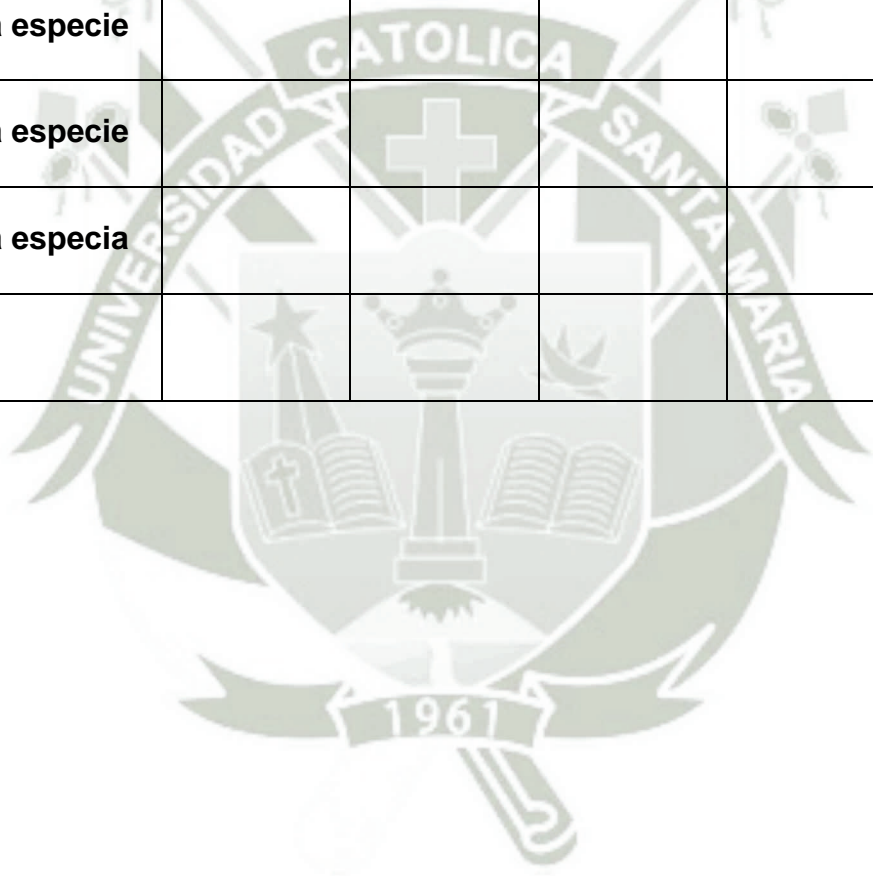 a especie
a especie
a especia
UNIVERSIDAD CATOLICA SANTA MARIA
1961